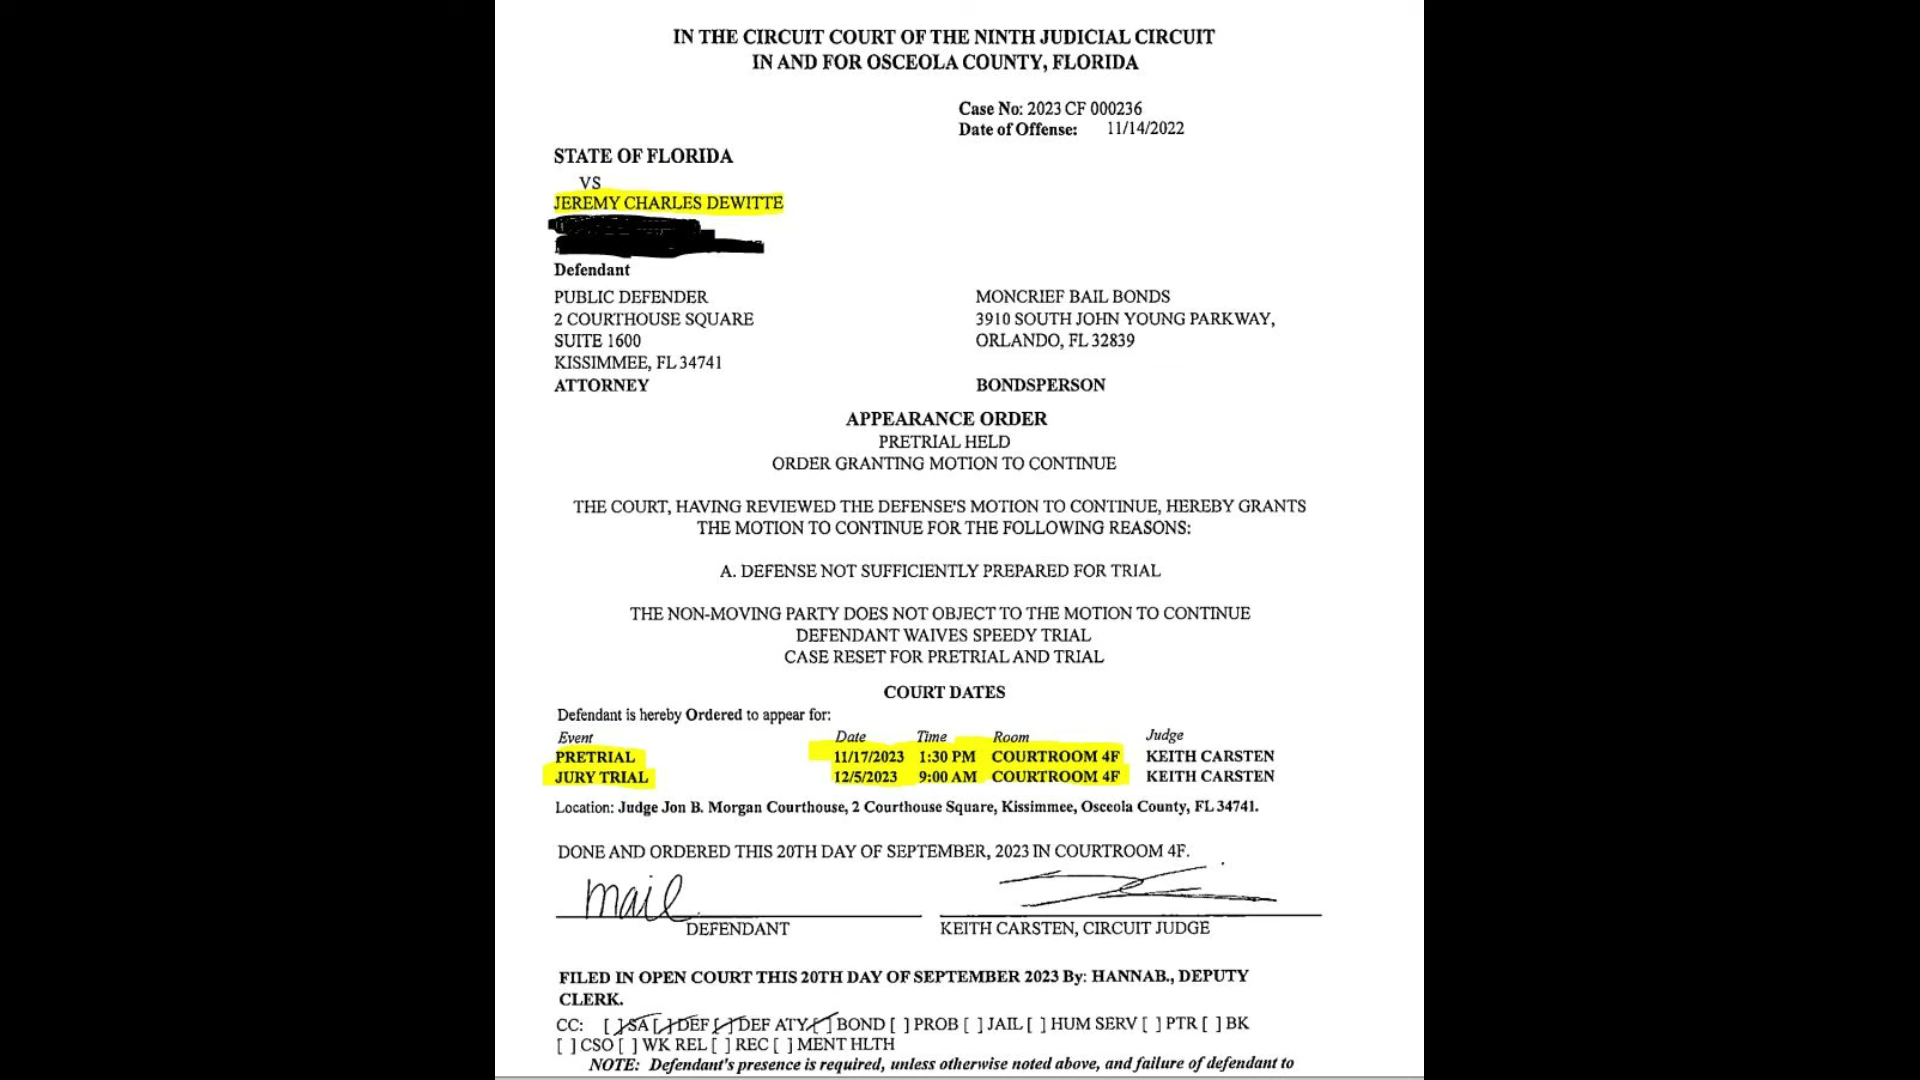 IN THE CIRCUIT COURT OF THE NINTH JUDICIAL CIRCUIT
IN AND FOR OSCEOLA COUNTY, FLORIDA
Case No: 2023 CF 000236
Date of Offense: 11/14/2022
STATE OF FLORIDA
VS
JEREMY CHARLES DEWITTE
Defendant
PUBLIC DEFENDER
2 COURTHOUSE SQUARE
SUITE 1600
KISSIMMEE, FL 34741
ATTORNEY
MONCRIEF BAIL BONDS
3910 SOUTH JOHN YOUNG PARKWAY,
ORLANDO, FL 32839
BONDSPERSON
APPEARANCE ORDER
PRETRIAL HELD
ORDER GRANTING MOTION TO CONTINUE
THE COURT, HAVING REVIEWED THE DEFENSE'S MOTION TO CONTINUE, HEREBY GRANTS
THE MOTION TO CONTINUE FOR THE FOLLOWING REASONS:
A. DEFENSE NOT SUFFICIENTLY PREPARED FOR TRIAL
THE NON-MOVING PARTY DOES NOT OBJECT TO THE MOTION TO CONTINUE
DEFENDANT WAIVES SPEEDY TRIAL
CASE RESET FOR PRETRIAL AND TRIAL
COURT DATES
Defendant is hereby Ordered to appear for:
Event Date Time Room Judge
PRETRIAL 11/17/2023 1:30 PM COURTROOM 4F KEITH CARSTEN
JURY TRIAL 12/5/2023 9:00 AM COURTROOM 4F KEITH CARSTEN
Location: Judge Jon B. Morgan Courthouse, 2 Courthouse Square, Kissimmee, Osceola County, FL 34741.
DONE AND ORDERED THIS 20TH DAY OF SEPTEMBER, 2023 IN COURTROOM 4F.
mail
DEFENDANT
KEITH CARSTEN, CIRCUIT JUDGE
FILED IN OPEN COURT THIS 20TH DAY OF SEPTEMBER 2023 By: HANNAB., DEPUTY
CLERK.
CC: [ ] SA [ ] DEF [ ] DEF ATY [ ] BOND [ ] PROB [ ] JAIL [ ] HUM SERV [ ] PTR [ ] BK
[ ] CSO [ ] WK REL [ ] REC [ ] MENT HLTH
NOTE: Defendant's presence is required, unless otherwise noted above, and failure of defendant to